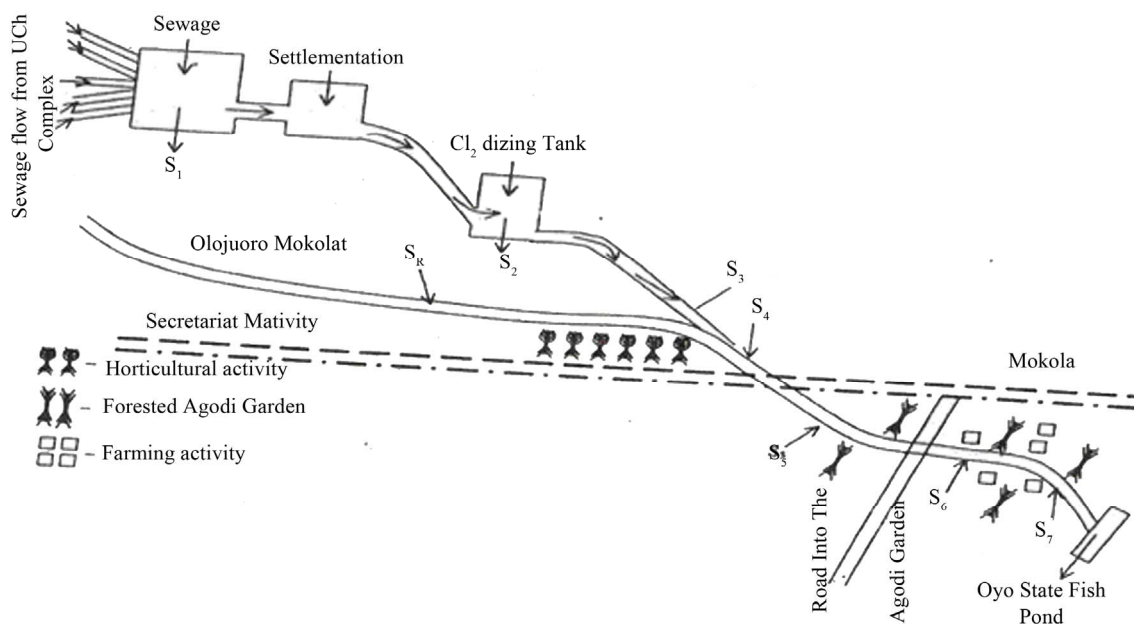 Sewage
Settlementation
Sewage flow from UCh
Complex
S1
Cl2 dizing Tank
S2
Olojuoro Mokolat
SR
S3
S4
Secretariat Mativity
Mokola
Horticultural activity
Forested Agodi Garden
Farming activity
S5
S6
S7
Road Into The
Agodi Garden
Oyo State Fish
Pond